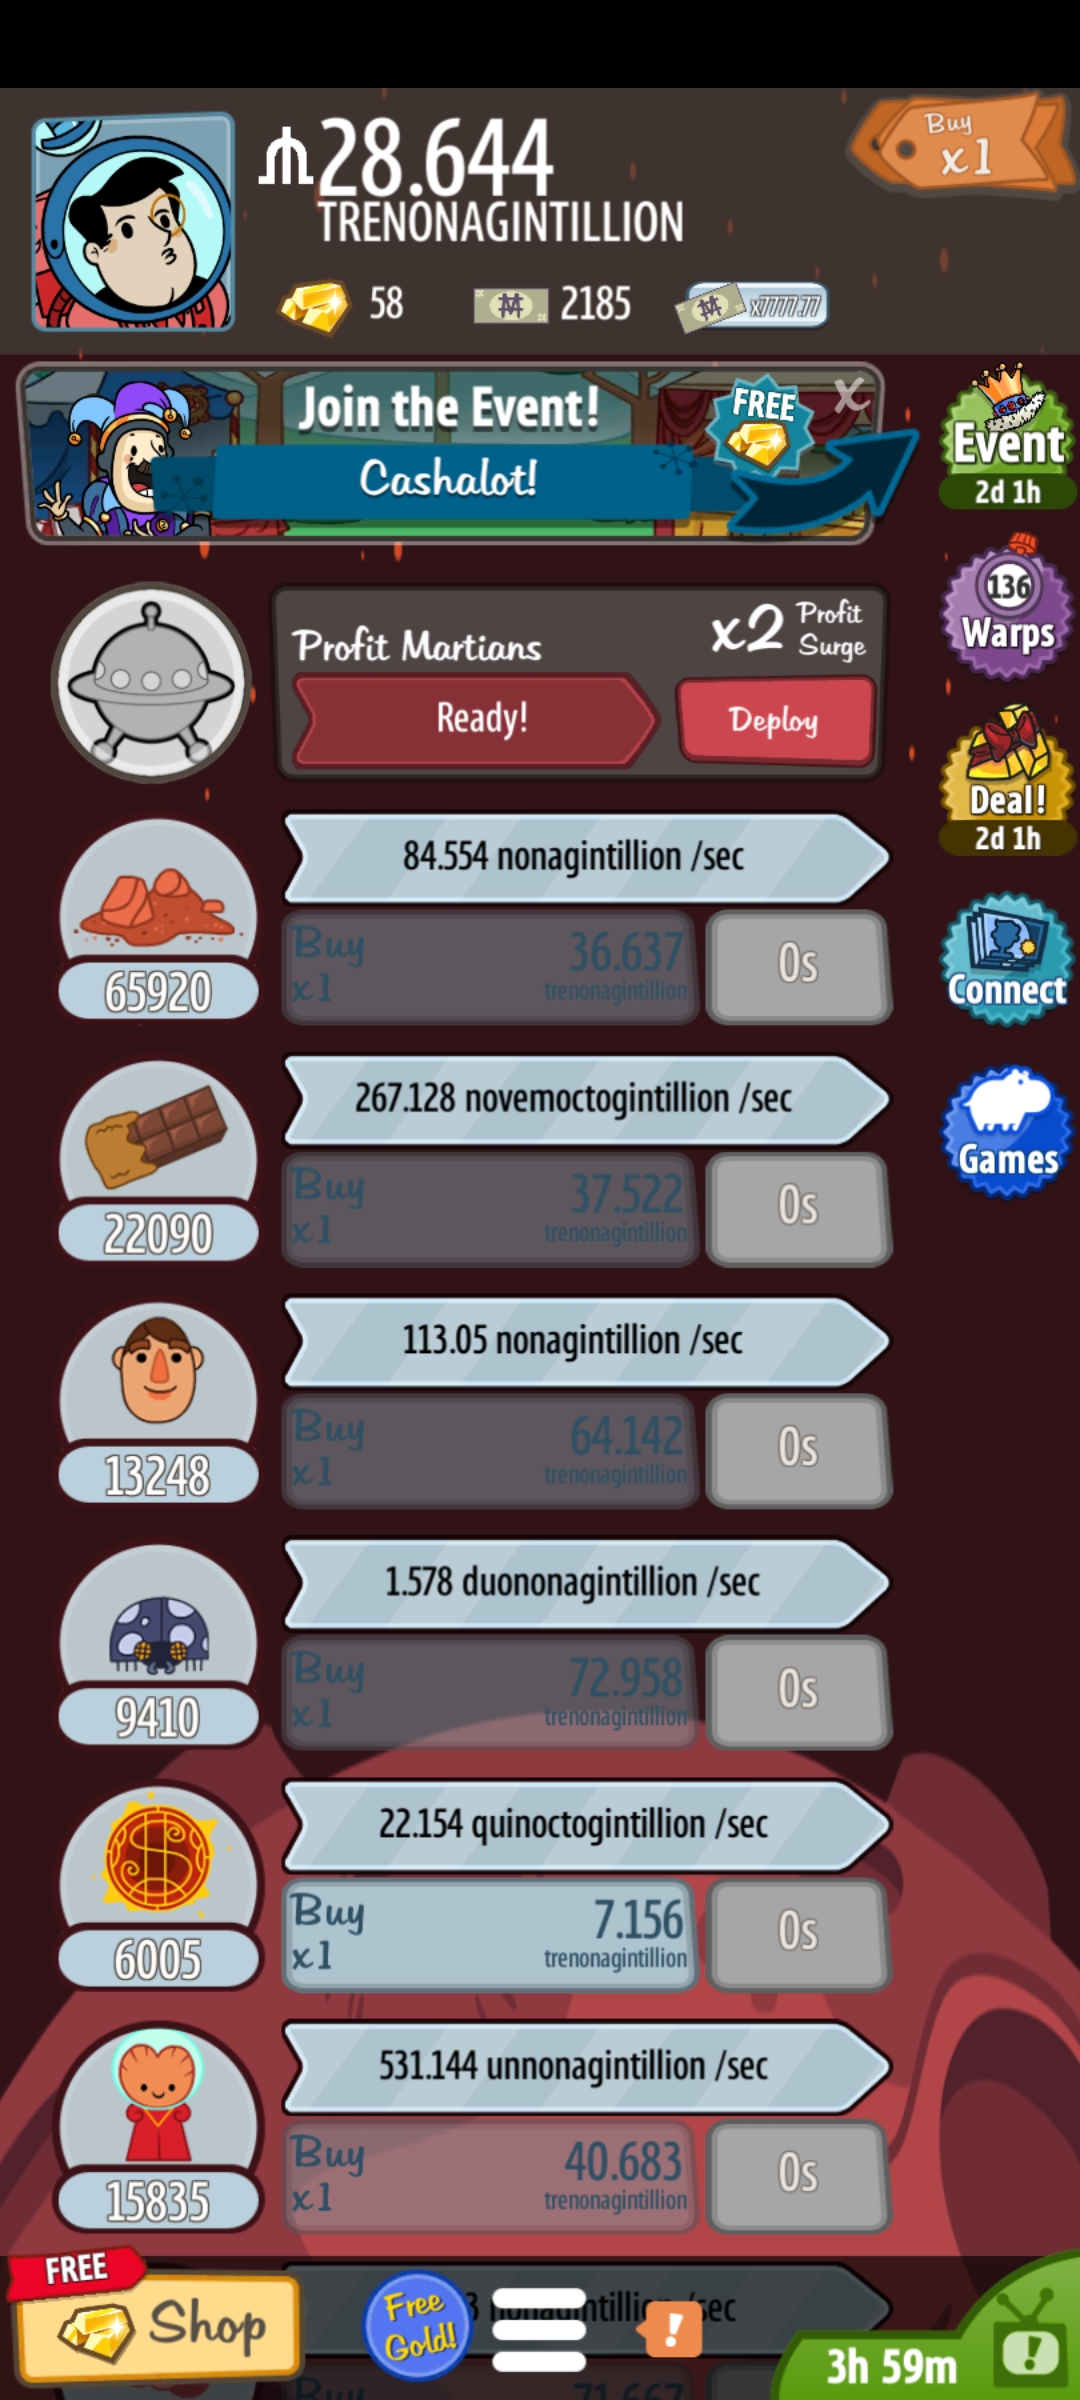 28.644
TRENONAGINTILLION
Buy
x1
58
2185
x7777.77
Join the Event!
Cashalot!
FREE
X
Event
2d 1h
136
Warps
Profit Martians
x2 Profit
Surge
Ready!
Deploy
Deal!
2d 1h
84.554 nonagintillion /sec
65920
Buy
x1
36.637
trenonagintillion
0s
Connect
267.128 novemoctogintillion /sec
22090
Buy
x1
37.522
trenonagintillion
0s
Games
113.05 nonagintillion /sec
13248
Buy
x1
64.142
trenonagintillion
0s
1.578 duononagintillion /sec
9410
Buy
x1
72.958
trenonagintillion
0s
22.154 quinoctogintillion /sec
6005
Buy
x1
7.156
trenonagintillion
0s
531.144 unnonagintillion /sec
15835
Buy
x1
40.683
trenonagintillion
0s
FREE
Shop
Free
Gold!
/sec
!
3h 59m
!
Buy
71.667